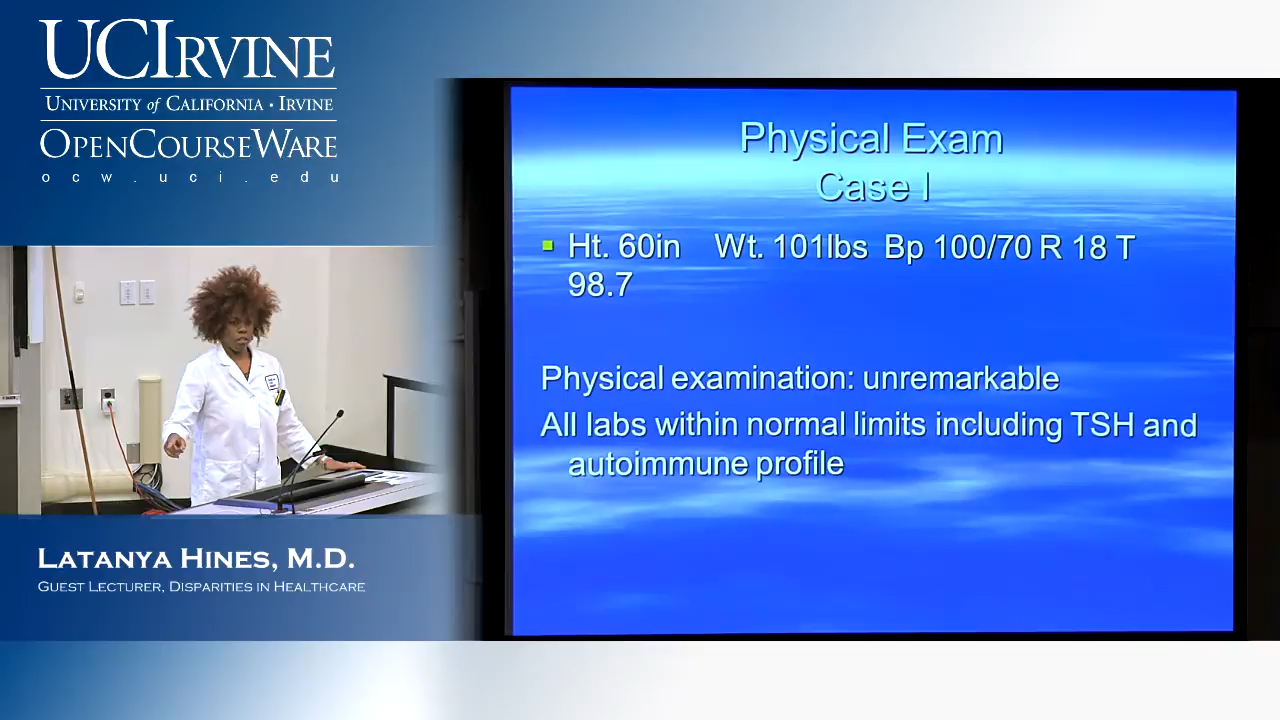 UCIRVINE
UNIVERSITY of CALIFORNIA · IRVINE
OPENCOURSEWARE
ocw.uci.edu
Physical Exam
Case I
Ht. 60in Wt. 101lbs Bp 100/70 R 18 T
98.7
Physical examination: unremarkable
All labs within normal limits including TSH and
autoimmune profile
LATANYA HINES, M.D.
GUEST LECTURER, DISPARITIES IN HEALTHCARE